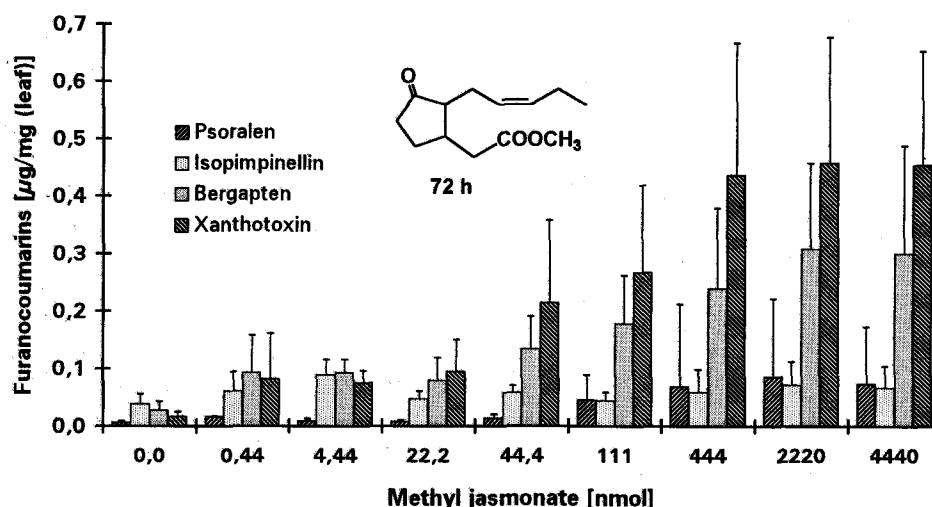 Furanocoumarins [µg/mg (leaf)]
0,7
0,6
0,5
0,4
0,3
0,2
0,1
0,0
Psoralen
Isopimpinellin
Bergapten
Xanthotoxin
O
COOCH3
72 h
0,0 0,44 4,44 22,2 44,4 111 444 2220 4440
Methyl jasmonate [nmol]